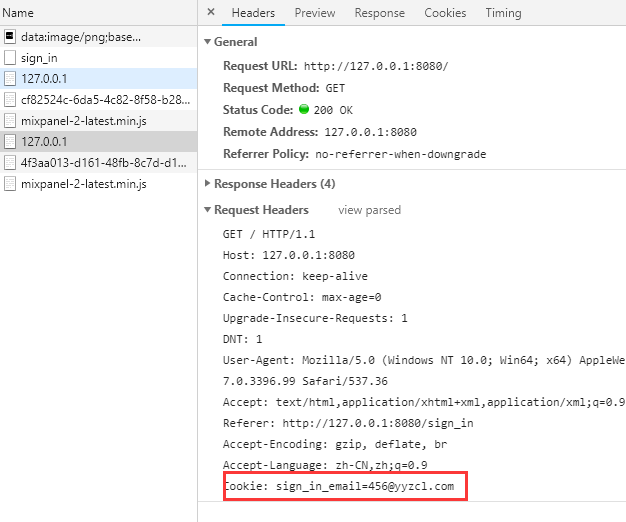 Name
data:image/png;base...
sign_in
127.0.0.1
cf82524c-6da5-4c82-8f58-b28...
mixpanel-2-latest.min.js
127.0.0.1
4f3aa013-d161-48fb-8c7d-d1...
mixpanel-2-latest.min.js
× Headers Preview Response Cookies Timing
General
Request URL: http://127.0.0.1:8080/
Request Method: GET
Status Code: 200 OK
Remote Address: 127.0.0.1:8080
Referrer Policy: no-referrer-when-downgrade
Response Headers (4)
Request Headers view parsed
GET / HTTP/1.1
Host: 127.0.0.1:8080
Connection: keep-alive
Cache-Control: max-age=0
Upgrade-Insecure-Requests: 1
DNT: 1
User-Agent: Mozilla/5.0 (Windows NT 10.0; Win64; x64) AppleWe
7.0.3396.99 Safari/537.36
Accept: text/html,application/xhtml+xml,application/xml;q=0.9
Referer: http://127.0.0.1:8080/sign_in
Accept-Encoding: gzip, deflate, br
Accept-Language: zh-CN,zh;q=0.9
Cookie: sign_in_email=456@yyzcl.com